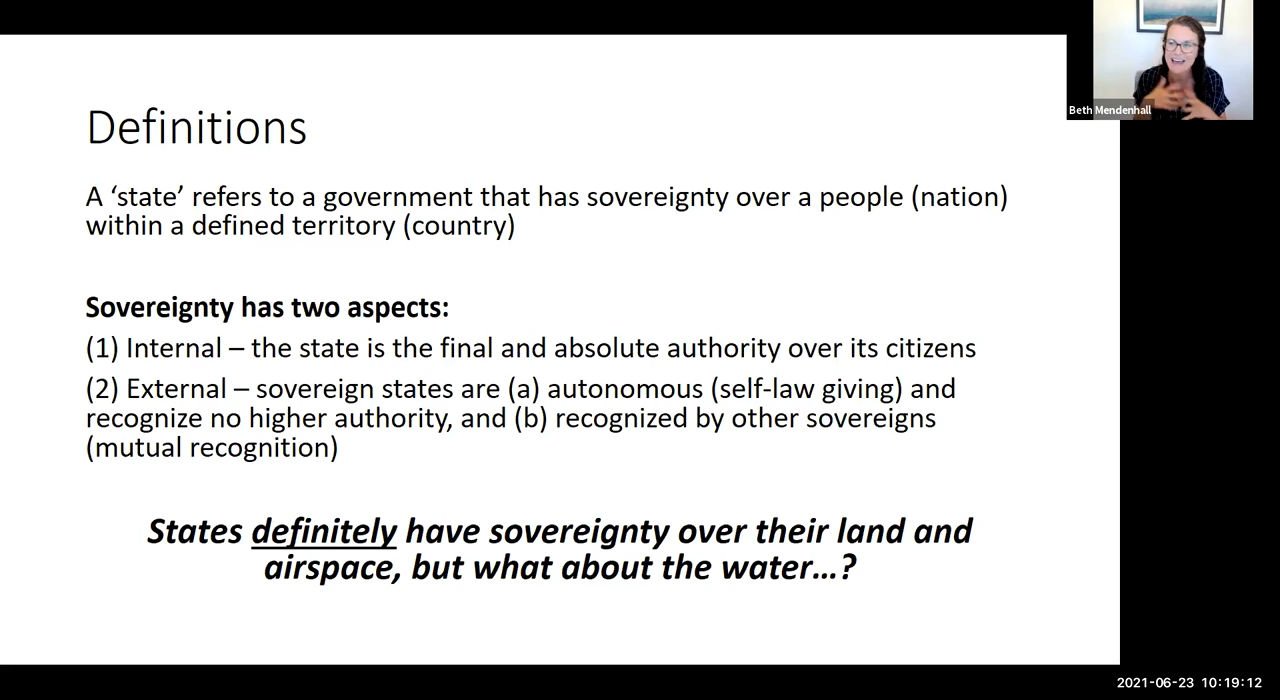 Beth Mendenhall
Definitions
A ‘state’ refers to a government that has sovereignty over a people (nation)
within a defined territory (country)
Sovereignty has two aspects:
(1) Internal – the state is the final and absolute authority over its citizens
(2) External – sovereign states are (a) autonomous (self-law giving) and
recognize no higher authority, and (b) recognized by other sovereigns
(mutual recognition)
States definitely have sovereignty over their land and
airspace, but what about the water…?
2021-06-23 10:19:12